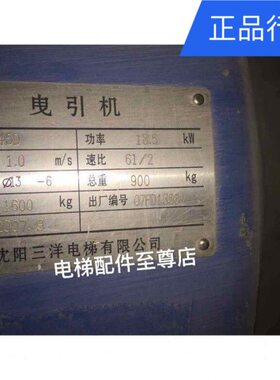 正品行
曳引机
功率 18.5 kW
1.0 m/s 速比 61/2
Ø13 -6 总重 900 kg
1600 kg 出厂编号
沈阳三洋电梯有限公司
电梯配件至尊店